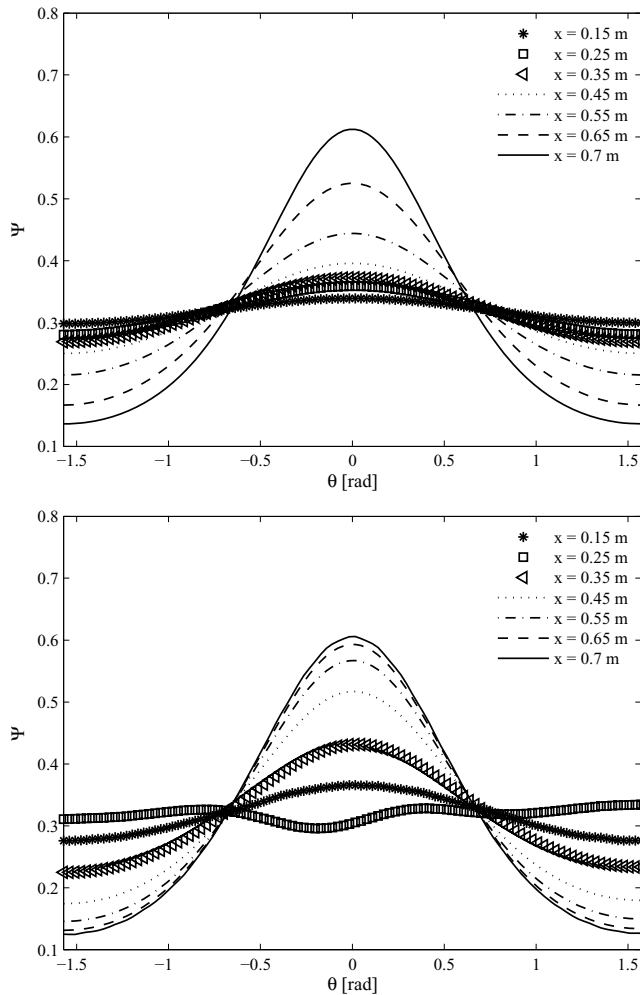 0.8
0.7
0.6
0.5
0.4
0.3
0.2
0.1
Ψ
x = 0.15 m
x = 0.25 m
x = 0.35 m
x = 0.45 m
x = 0.55 m
x = 0.65 m
x = 0.7 m
−1.5 −1 −0.5 0 0.5 1 1.5
θ [rad]
0.8
0.7
0.6
0.5
0.4
0.3
0.2
0.1
Ψ
x = 0.15 m
x = 0.25 m
x = 0.35 m
x = 0.45 m
x = 0.55 m
x = 0.65 m
x = 0.7 m
−1.5 −1 −0.5 0 0.5 1 1.5
θ [rad]